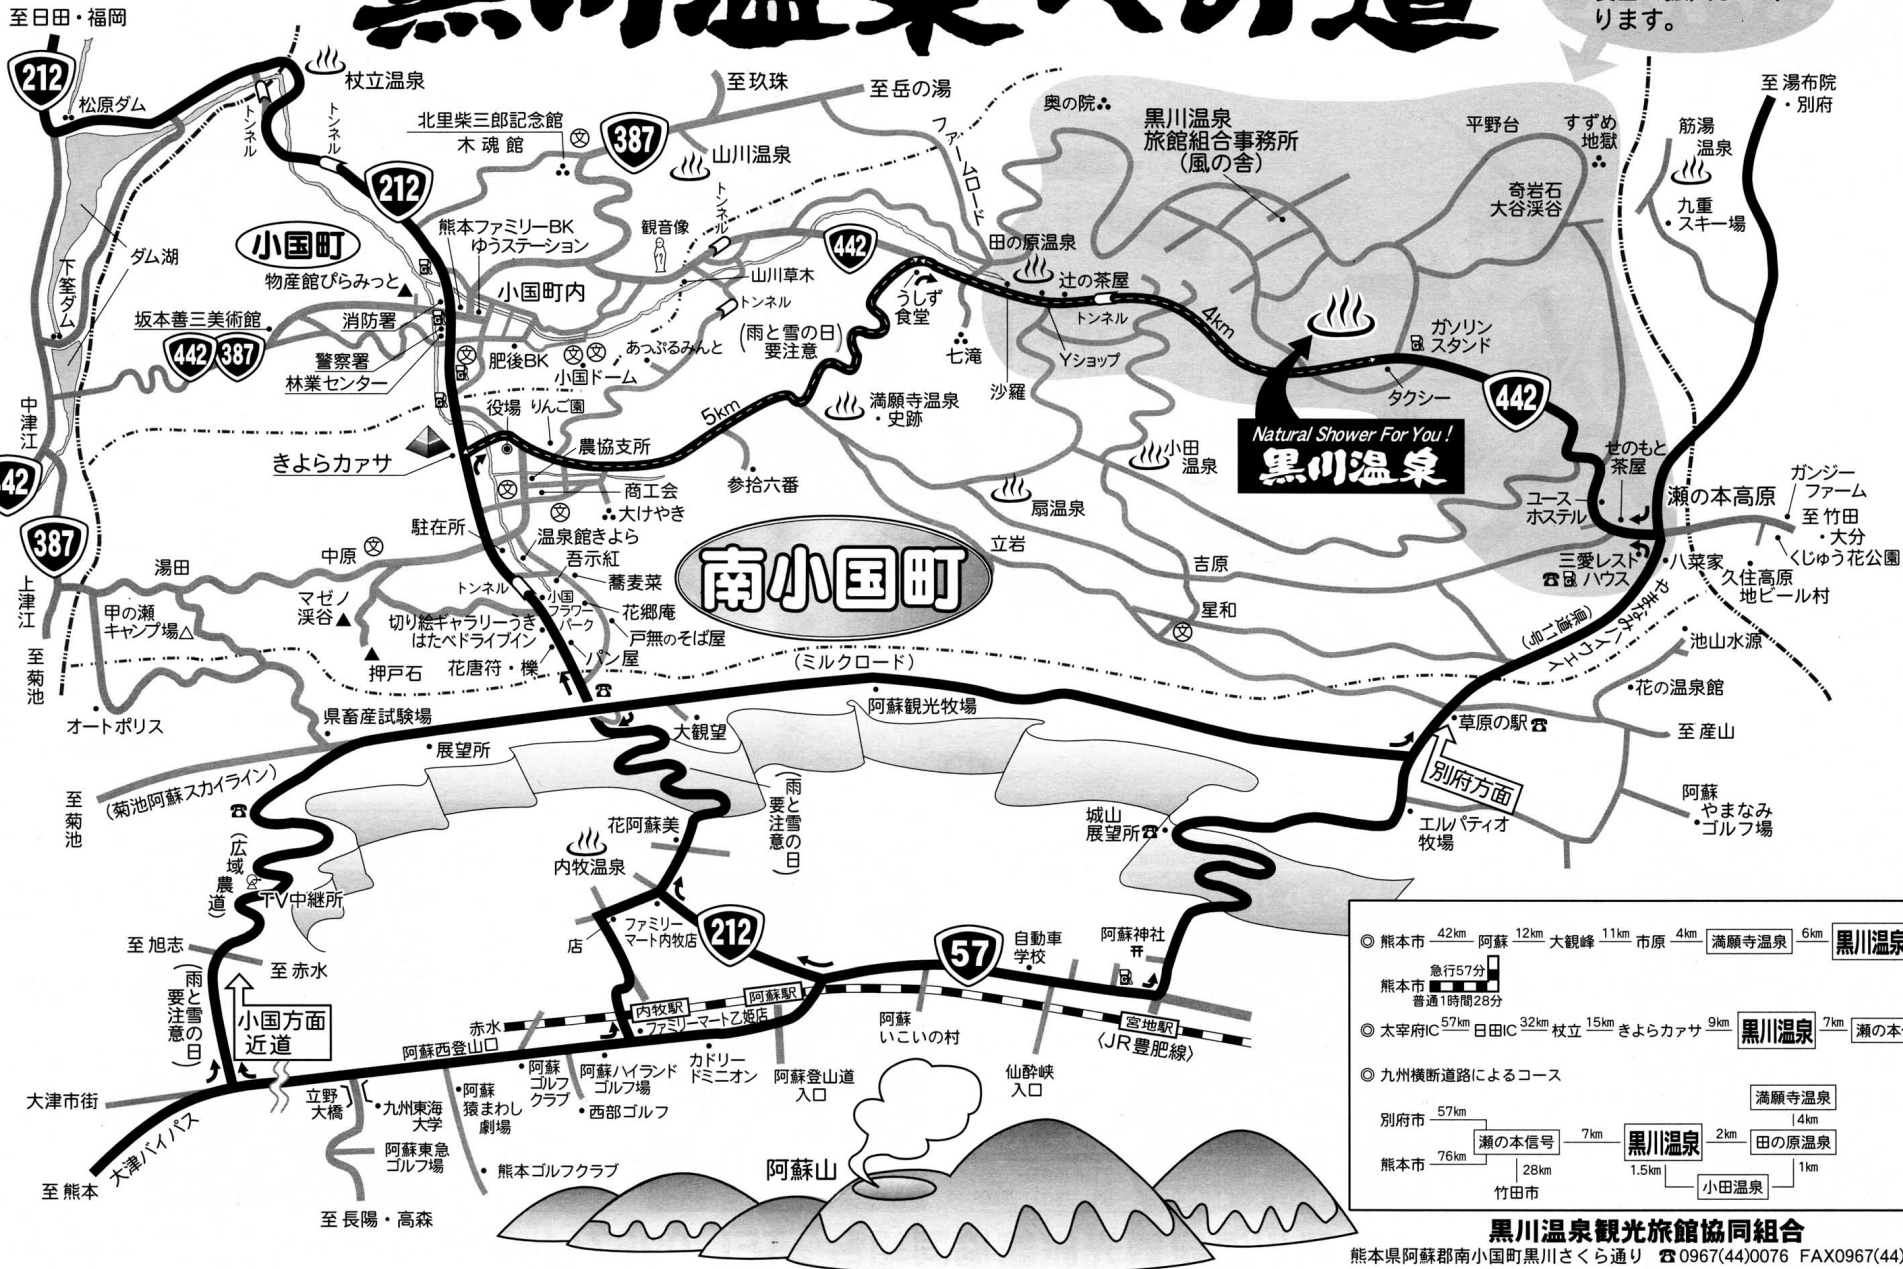 黒川温泉への道
ります。
至日田・福岡
212
松原ダム
トンネル
杖立温泉
トンネル
212
北里柴三郎記念館
木魂館
文
387
至玖珠
至岳の湯
山川温泉
ファームロード
奥の院
黒川温泉
旅館組合事務所
(風の舎)
平野台
すずめ
地獄
奇岩石
大谷渓谷
至湯布院
・別府
筋湯
温泉
九重
スキー場
小国町
ダム湖
下筌ダム
物産館ぴらみっと
熊本ファミリーBK
ゆうステーション
観音像
トンネル
442
小国町内
山川草木
トンネル
田の原温泉
辻の茶屋
トンネル
4km
うしず
食堂
(雨と雪の日)
要注意
坂本善三美術館
442
387
消防署
警察署
林業センター
文
肥後BK
文
文
小国ドーム
あっぷるみんと
七滝
沙羅
Yショップ
ガソリン
スタンド
タクシー
442
Natural Shower For You!
黒川温泉
中津江
42
387
上津江
役場
りんご園
5km
満願寺温泉
・史跡
きよらカァサ
農協支所
参拾六番
小田
温泉
せのもと
茶屋
ユース
ホステル
瀬の本高原
ガンジー
ファーム
至竹田
・大分
くじゅう花公園
文
商工会
大けやき
駐在所
文
温泉館きよら
扇温泉
立岩
吉原
星和
文
三愛レスト
ハウス
八菜家
久住高原
地ビール村
やまなみハイウェイ
(県道11号)
池山水源
花の温泉館
湯田
中原
文
甲の瀬
キャンプ場
マゼノ
渓谷
押戸石
トンネル
吾示紅
蕎麦菜
小国
フラワー
パーク
花郷庵
戸無のそば屋
切り絵ギャラリーうき
はたべドライブイン
花唐符・櫟
パン屋
南小国町
(ミルクロード)
至菊池
オートポリス
県畜産試験場
展望所
大観望
阿蘇観光牧場
草原の駅
至産山
別府方面
エルパティオ
牧場
阿蘇
やまなみ
ゴルフ場
至菊池
(菊池阿蘇スカイライン)
(広域農道)
TV中継所
(雨と雪の日)
要注意
花阿蘇美
内牧温泉
城山
展望所
ファミリー
マート内牧店
店
212
57
自動車
学校
阿蘇神社
至旭志
至赤水
(雨と雪の日)
要注意
小国方面
近道
赤水
内牧駅
阿蘇駅
ファミリーマート乙姫店
阿蘇
いこいの村
宮地駅
〈JR豊肥線〉
仙酔峡
入口
阿蘇西登山口
阿蘇
ゴルフ
クラブ
阿蘇ハイランド
ゴルフ場
西部ゴルフ
カドリー
ドミニオン
阿蘇登山道
入口
大津市街
大津バイパス
至熊本
立野
大橋
九州東海
大学
阿蘇
猿まわし
劇場
阿蘇東急
ゴルフ場
熊本ゴルフクラブ
至長陽・高森
阿蘇山
◎ 熊本市 42km 阿蘇 12km 大観峰 11km 市原 4km 満願寺温泉 6km 黒川温泉
熊本市 急行57分
普通1時間28分
◎ 太宰府IC 57km 日田IC 32km 杖立 15km きよらカァサ 9km 黒川温泉 7km 瀬の本
◎ 九州横断道路によるコース
満願寺温泉
4km
別府市 57km
瀬の本信号 7km 黒川温泉 2km 田の原温泉
熊本市 76km
28km
竹田市
1.5km 小田温泉 1km
黒川温泉観光旅館協同組合
熊本県阿蘇郡南小国町黒川さくら通り ☎0967(44)0076 FAX0967(44)